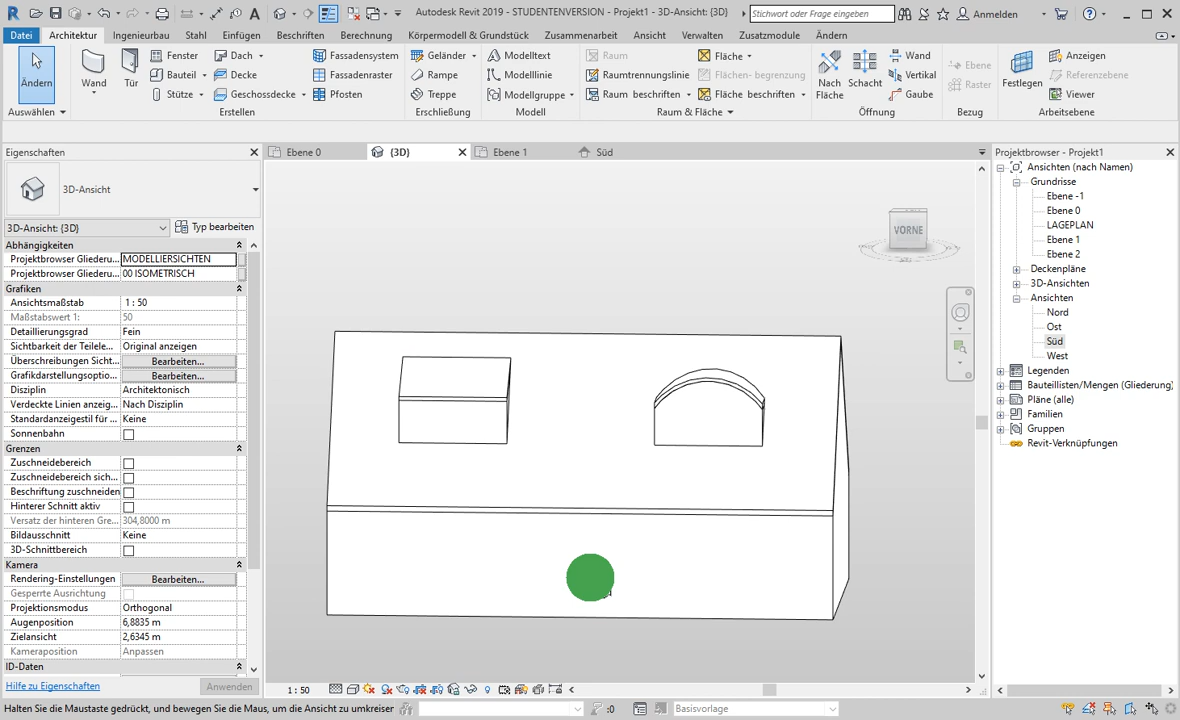 Autodesk Revit 2019 - STUDENTENVERSION - Projekt1 - 3D-Ansicht: {3D}
Stichwort oder Frage eingeben
Anmelden
Datei Architektur Ingenieurbau Stahl Einfügen Beschriften Berechnung Körpermodell & Grundstück Zusammenarbeit Ansicht Verwalten Zusatzmodule Ändern
Ändern Wand Tür Fenster Dach Fassadensystem Geländer Modelltext Raum Fläche Nach Fläche Schacht Wand Ebene Festlegen Anzeigen
Bauteil Decke Fassadenraster Rampe Modelllinie Raumtrennungslinie Flächen- begrenzung Vertikal Raster Referenzebene
Stütze Geschossdecke Pfosten Treppe Modellgruppe Raum beschriften Fläche beschriften Gaube Viewer
Auswählen Erstellen Erschließung Modell Raum & Fläche Öffnung Bezug Arbeitsebene
Eigenschaften
Ebene 0 {3D} Ebene 1 Süd
Projektbrowser - Projekt1
3D-Ansicht
3D-Ansicht: {3D} Typ bearbeiten
Abhängigkeiten
Projektbrowser Gliederu... MODELLIERSICHTEN
Projektbrowser Gliederu... 00 ISOMETRISCH
Grafiken
Ansichtsmaßstab 1 : 50
Maßstabswert 1: 50
Detaillierungsgrad Fein
Sichtbarkeit der Teilele... Original anzeigen
Überschreibungen Sicht... Bearbeiten...
Grafikdarstellungsoptio... Bearbeiten...
Disziplin Architektonisch
Verdeckte Linien anzeig... Nach Disziplin
Standardanzeigestil für ... Keine
Sonnenbahn
Grenzen
Zuschneidebereich
Zuschneidebereich sich...
Beschriftung zuschneiden
Hinterer Schnitt aktiv
Versatz der hinteren Gre... 304,8000 m
Bildausschnitt Keine
3D-Schnittbereich
Kamera
Rendering-Einstellungen Bearbeiten...
Gesperrte Ausrichtung
Projektionsmodus Orthogonal
Augenposition 6,8835 m
Zielansicht 2,6345 m
Kameraposition Anpassen
ID-Daten
Hilfe zu Eigenschaften Anwenden
VORNE
1 : 50
Ansichten (nach Namen)
Grundrisse
Ebene -1
Ebene 0
LAGEPLAN
Ebene 1
Ebene 2
Deckenpläne
3D-Ansichten
Ansichten
Nord
Ost
Süd
West
Legenden
Bauteillisten/Mengen (Gliederung)
Pläne (alle)
Familien
Gruppen
Revit-Verknüpfungen
Halten Sie die Maustaste gedrückt, und bewegen Sie die Maus, um die Ansicht zu umkreiser
:0
Basisvorlage